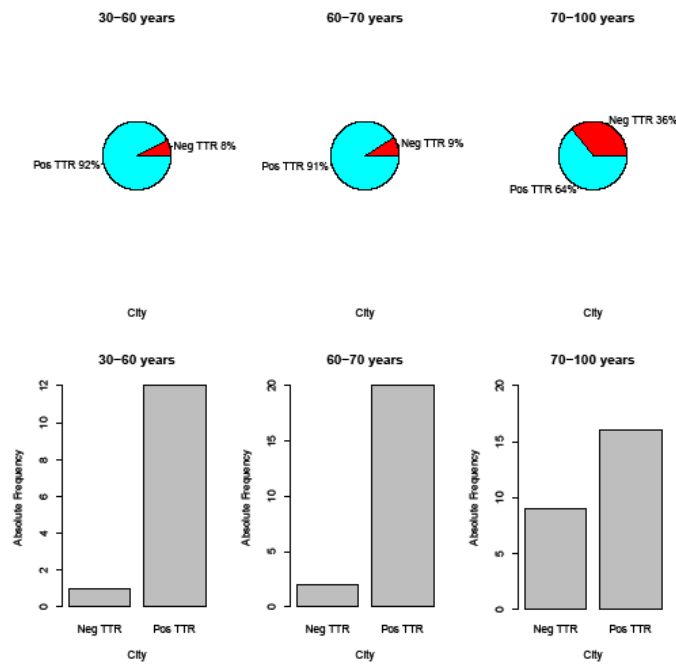 30−60 years
60−70 years
70−100 years
Neg TTR 8%
Pos TTR 92%
Neg TTR 9%
Pos TTR 91%
Neg TTR 36%
Pos TTR 64%
City
City
City
30−60 years
60−70 years
70−100 years
Absolute Frequency
0
2
4
6
8
10
12
Neg TTR
Pos TTR
City
Absolute Frequency
0
5
10
15
20
Neg TTR
Pos TTR
City
Absolute Frequency
0
5
10
15
20
Neg TTR
Pos TTR
City